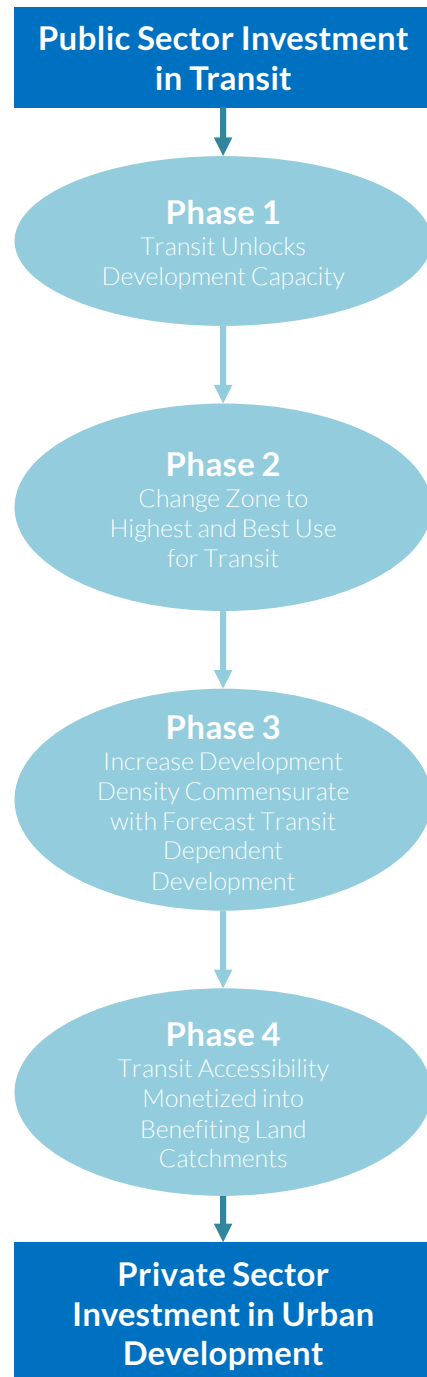 Public Sector Investment
in Transit
Phase 1
Transit Unlocks
Development Capacity
Phase 2
Change Zone to
Highest and Best Use
for Transit
Phase 3
Increase Development
Density Commensurate
with Forecast Transit
Dependent
Development
Phase 4
Transit Accessibility
Monetized into
Benefiting Land
Catchments
Private Sector
Investment in Urban
Development